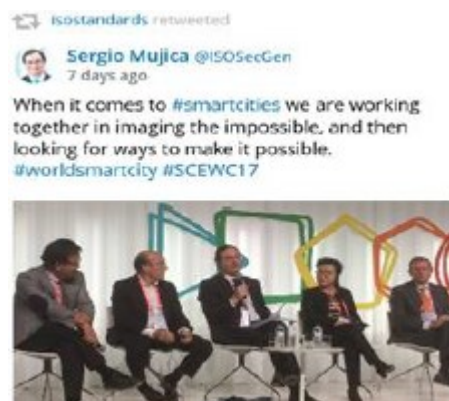 isostandards retweeted
Sergio Mujica @ISOSecGen
7 days ago
When it comes to #smartcities we are working
together in imaging the impossible, and then
looking for ways to make it possible.
#worldsmartcity #SCEWC17